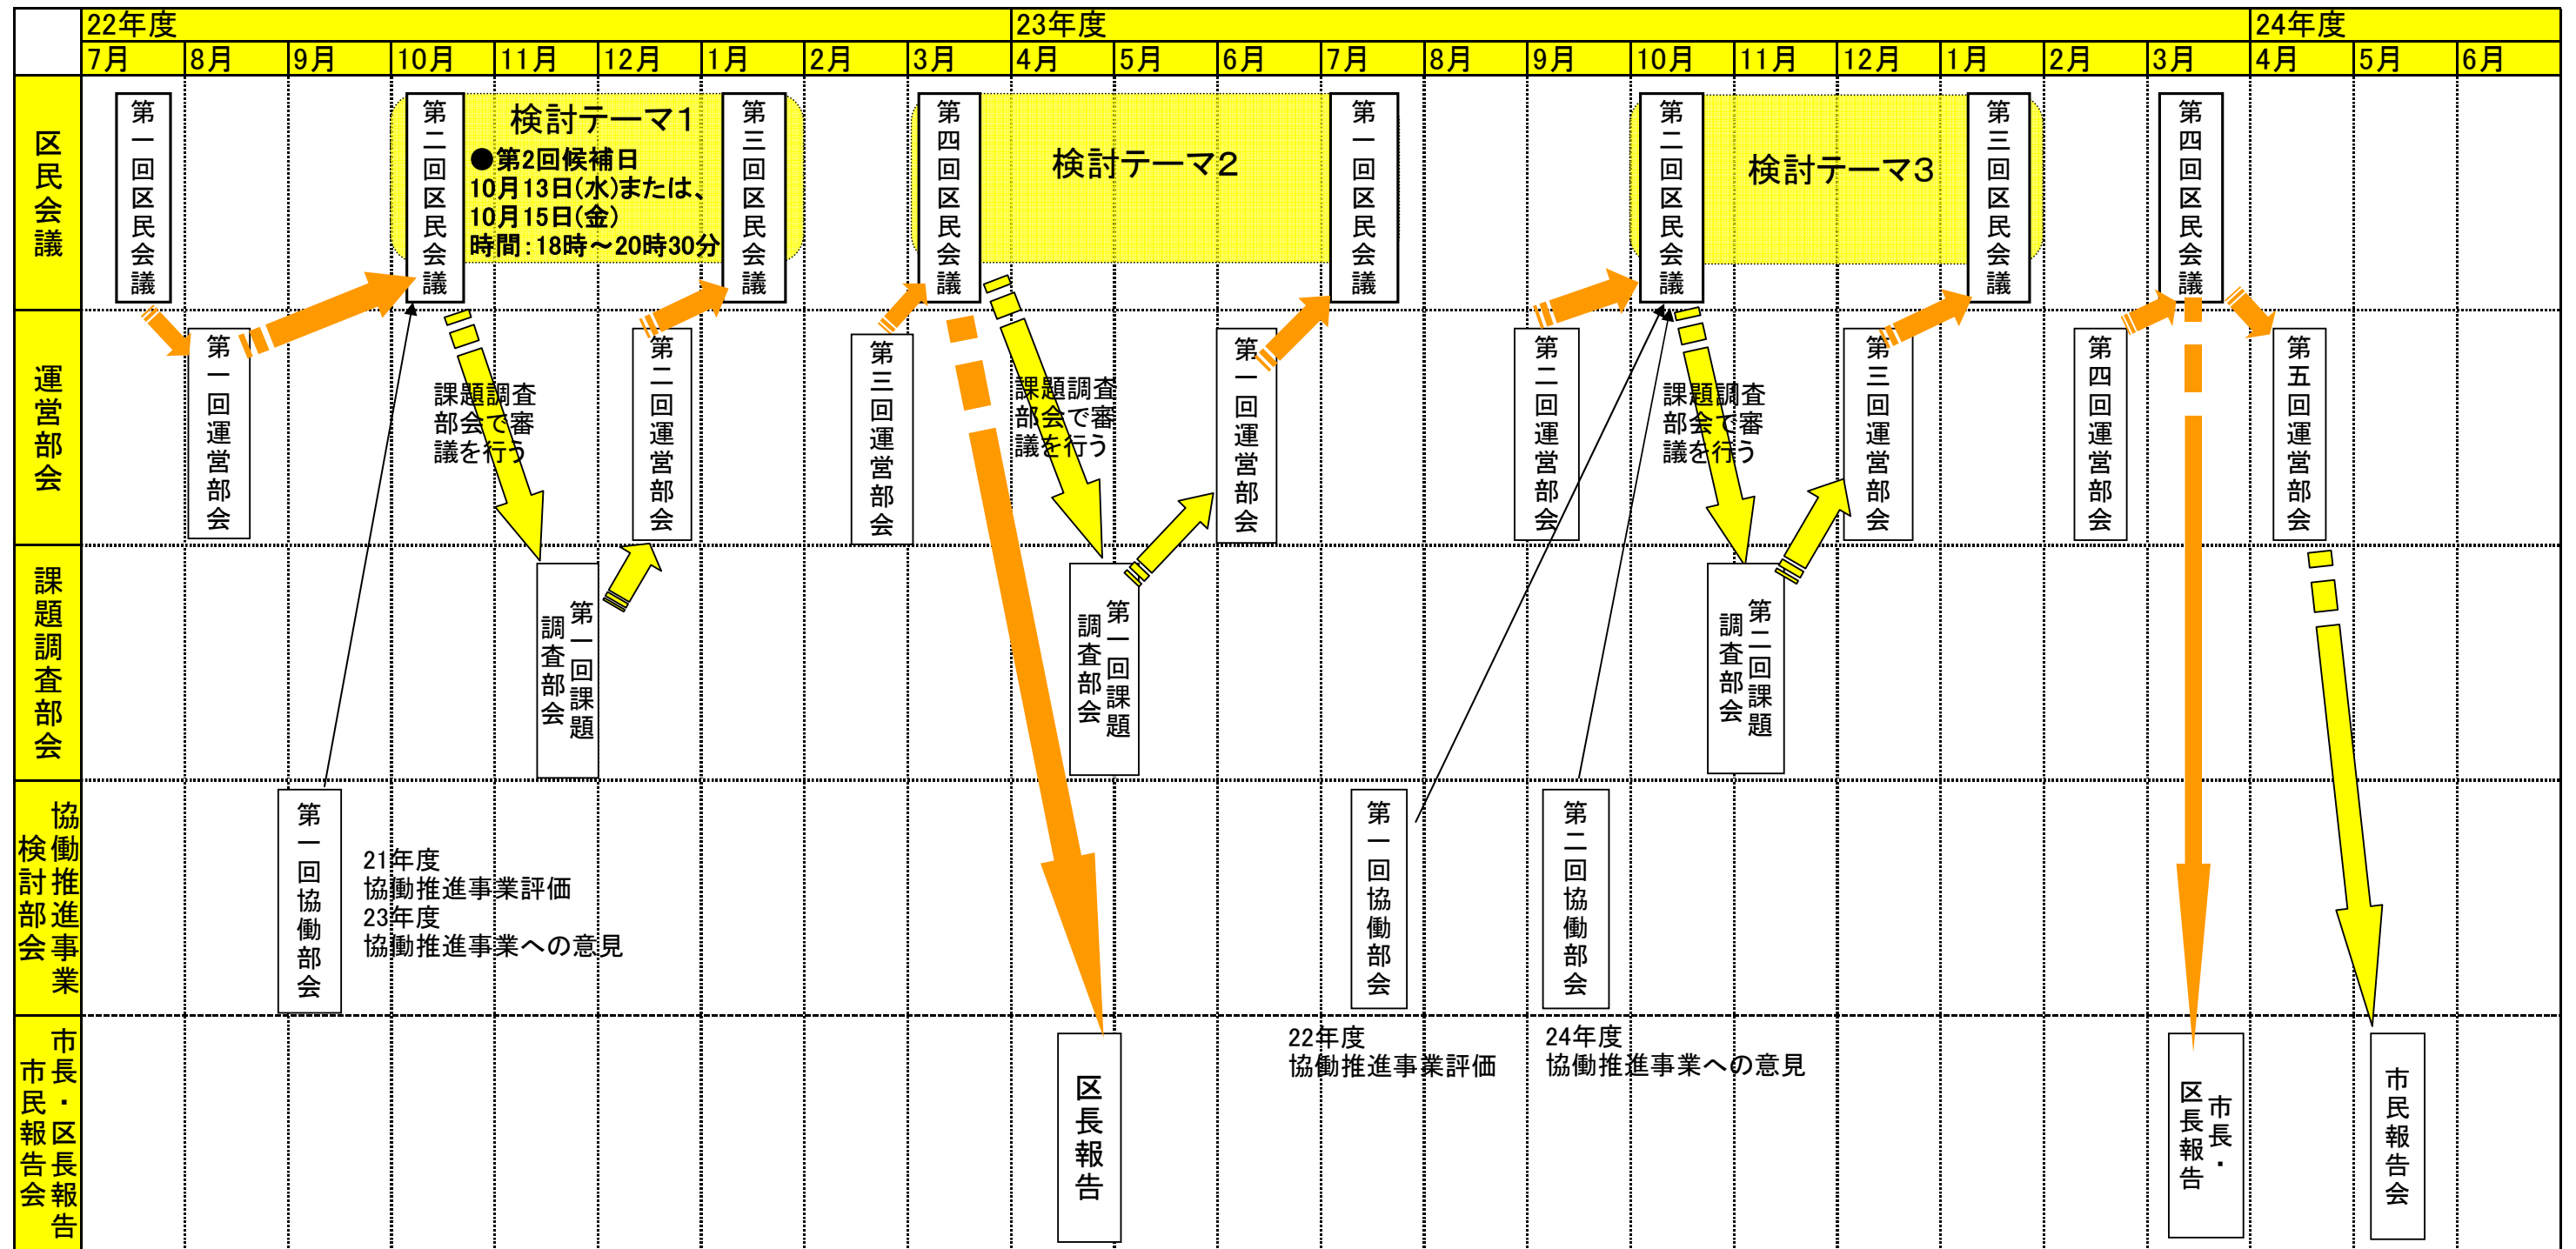 22年度
23年度
24年度
7月
8月
9月
10月
11月
12月
1月
2月
3月
4月
5月
6月
7月
8月
9月
10月
11月
12月
1月
2月
3月
4月
5月
6月
区民会議
第一回区民会議
第二回区民会議
検討テーマ1
●第2回候補日
10月13日(水)または、
10月15日(金)
時間:18時～20時30分
第三回区民会議
第四回区民会議
検討テーマ2
第一回区民会議
第二回区民会議
検討テーマ3
第三回区民会議
第四回区民会議
運営部会
第一回運営部会
課題調査
部会で審
議を行う
第二回運営部会
第三回運営部会
課題調査
部会で審
議を行う
第一回運営部会
第二回運営部会
課題調査
部会で審
議を行う
第三回運営部会
第四回運営部会
第五回運営部会
課題調査部会
第一回課題
調査部会
第一回課題
調査部会
第二回課題
調査部会
協働推進事業
検討部会
第一回協働部会
21年度
協働推進事業評価
23年度
協働推進事業への意見
第一回協働部会
第二回協働部会
22年度
協働推進事業評価
24年度
協働推進事業への意見
市長・区長報告
市民報告会
区長報告
市長・
区長報告
市民報告会